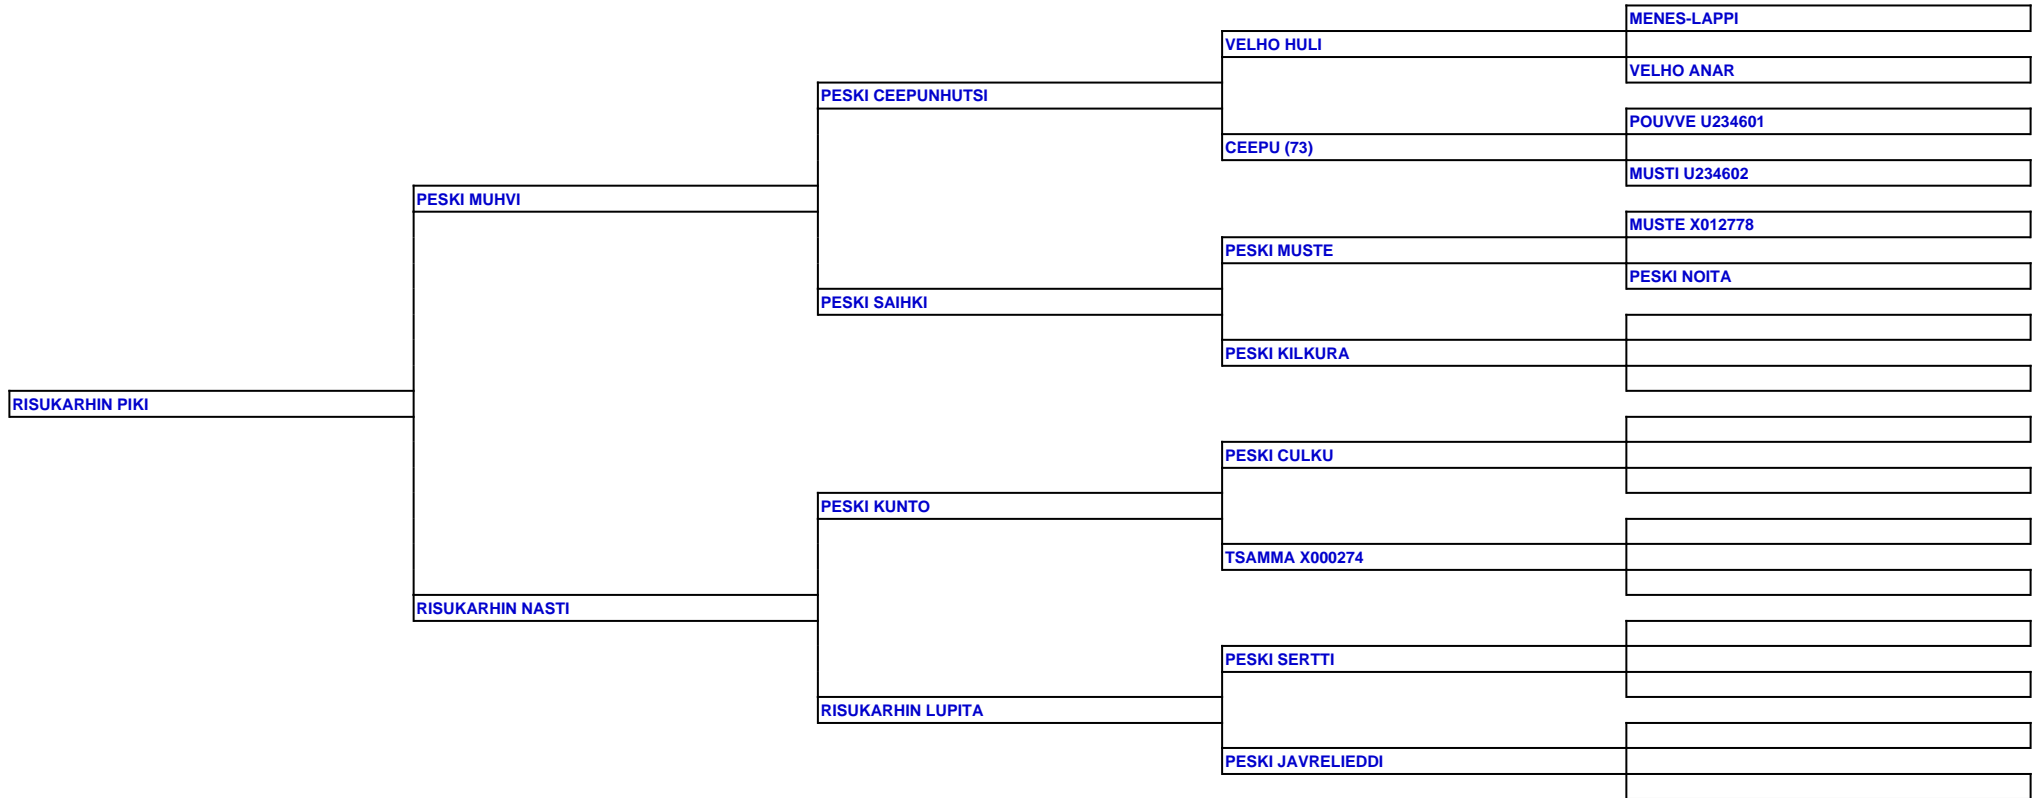 MENES-LAPPI
VELHO HULI
VELHO ANAR
PESKI CEEPUNHUTSI
POUVVE U234601
CEEPU (73)
MUSTI U234602
PESKI MUHVI
MUSTE X012778
PESKI MUSTE
PESKI NOITA
PESKI SAIHKI
PESKI KILKURA
RISUKARHIN PIKI
PESKI CULKU
PESKI KUNTO
TSAMMA X000274
RISUKARHIN NASTI
PESKI SERTTI
RISUKARHIN LUPITA
PESKI JAVRELIEDDI